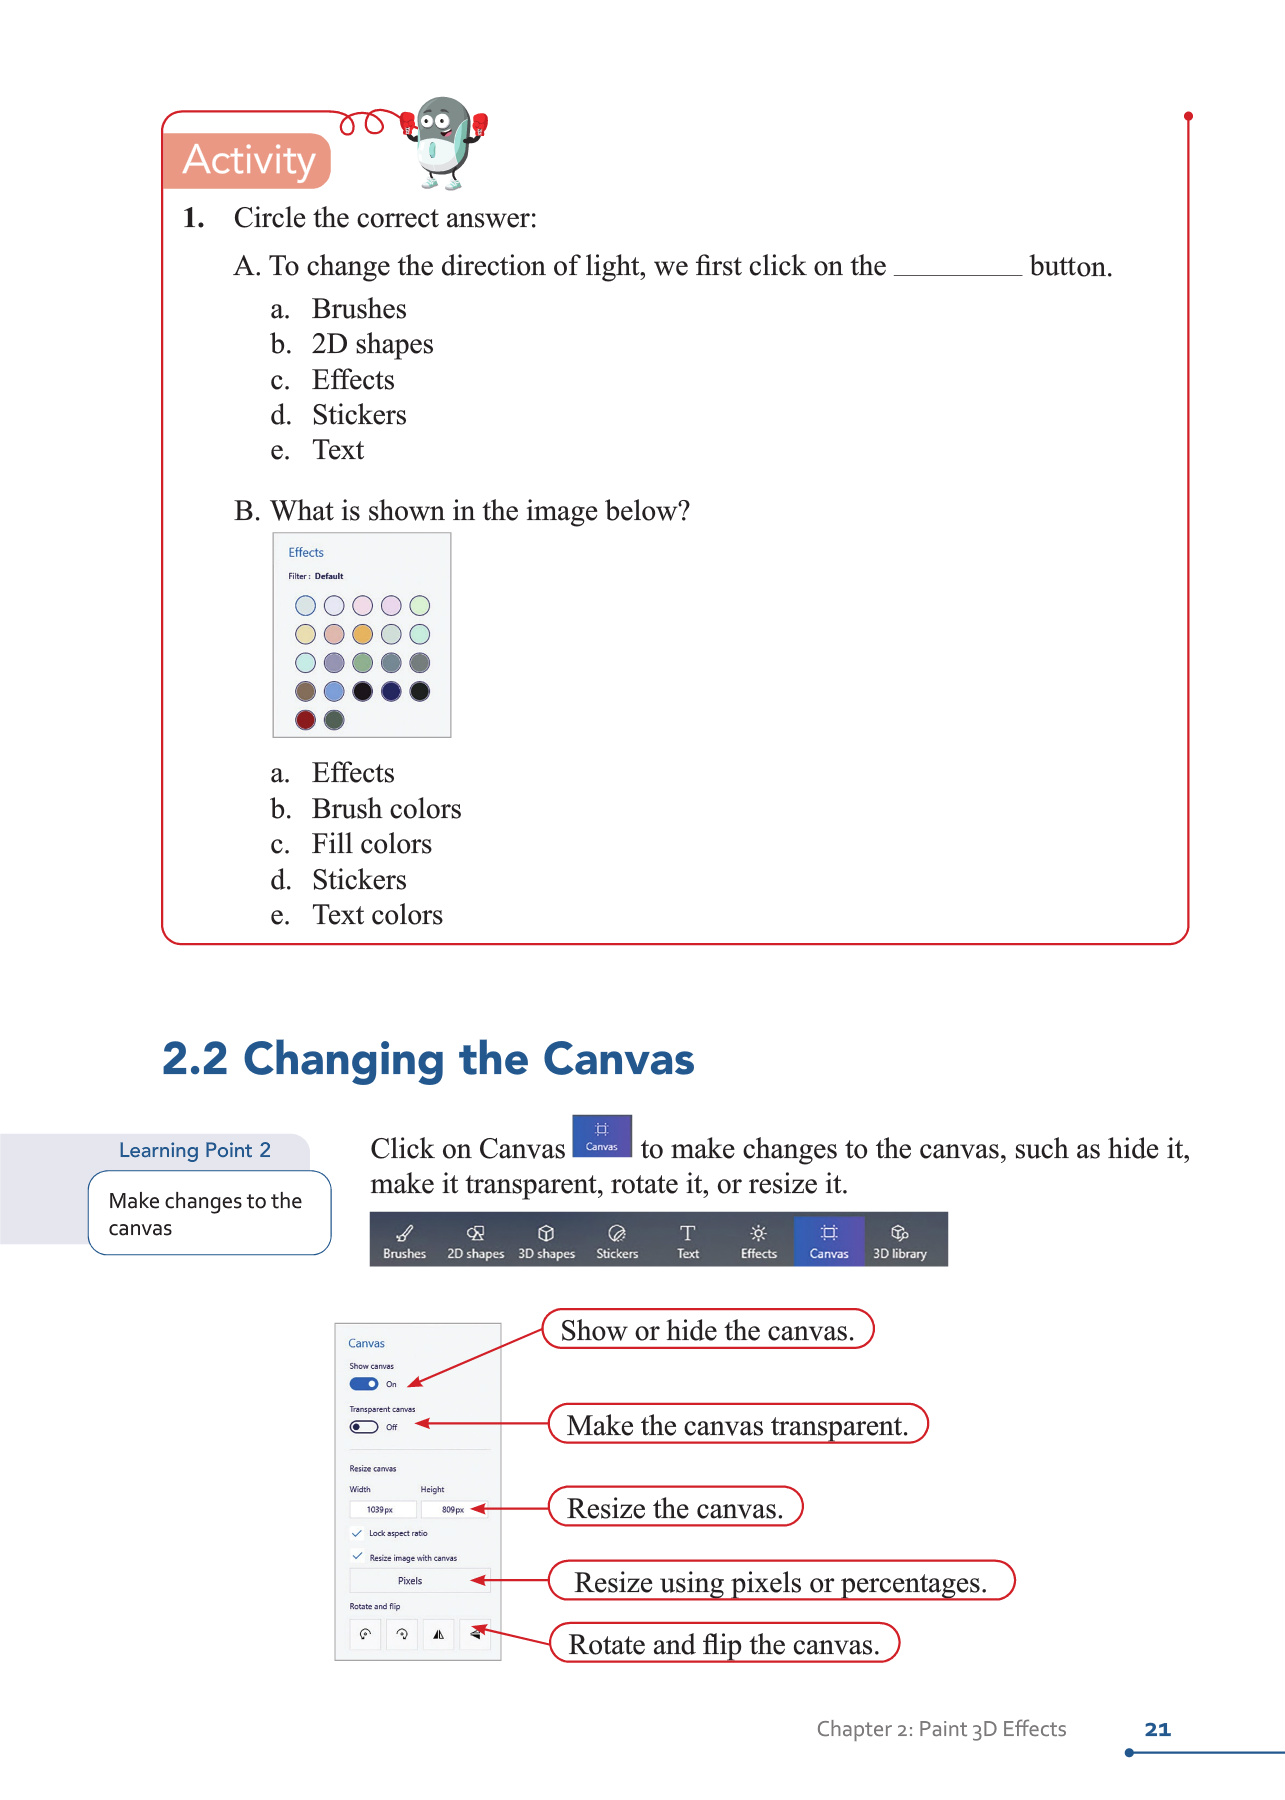 Activity
1. Circle the correct answer:
A. To change the direction of light, we first click on the _________ button.
a. Brushes
b. 2D shapes
c. Effects
d. Stickers
e. Text
B. What is shown in the image below?
Effects
Filter : Default
a. Effects
b. Brush colors
c. Fill colors
d. Stickers
e. Text colors
2.2 Changing the Canvas
Learning Point 2
Make changes to the
canvas
Click on Canvas Canvas to make changes to the canvas, such as hide it,
make it transparent, rotate it, or resize it.
Brushes 2D shapes 3D shapes Stickers Text Effects Canvas 3D library
Canvas
Show canvas
On
Show or hide the canvas.
Transparent canvas
Off
Make the canvas transparent.
Resize canvas
Width Height
1039 px 809 px
Resize the canvas.
Lock aspect ratio
Resize image with canvas
Pixels
Resize using pixels or percentages.
Rotate and flip
Rotate and flip the canvas.
Chapter 2: Paint 3D Effects 21